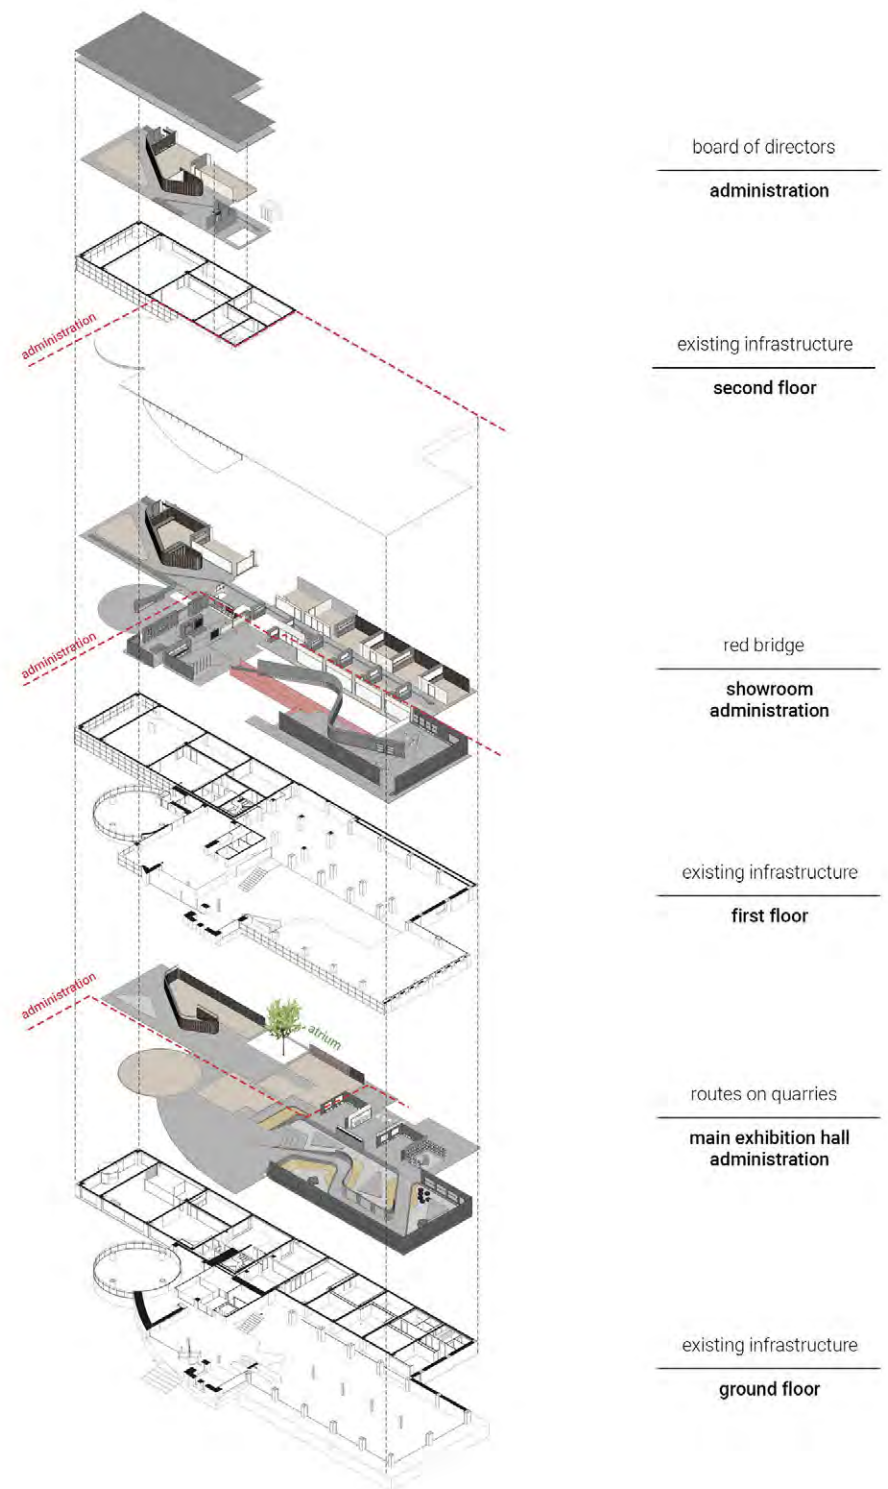 board of directors
administration
administration
existing infrastructure
second floor
administration
red bridge
showroom
administration
existing infrastructure
first floor
administration
atrium
routes on quarries
main exhibition hall
administration
existing infrastructure
ground floor